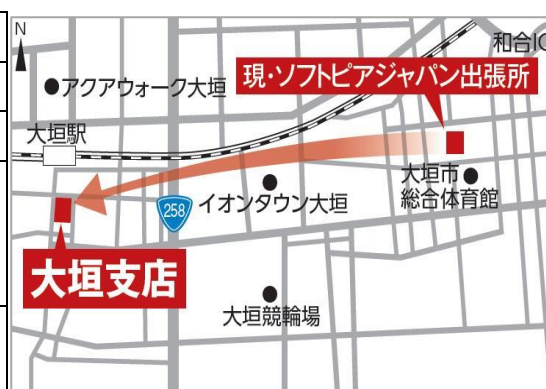 N
和合IC
アクアウォーク大垣
現・ソフトピアジャパン出張所
大垣駅
大垣市
総合体育館
258
イオンタウン大垣
大垣支店
大垣競輪場